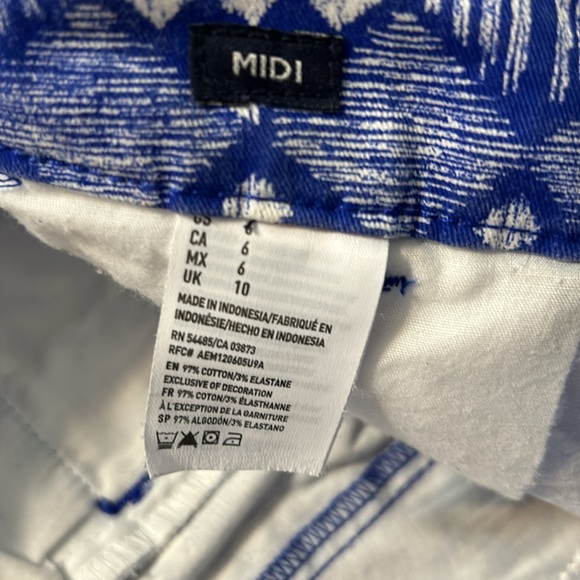 MIDI
US 6
CA 6
MX 6
UK 10
MADE IN INDONESIA/FABRIQUÉ EN
INDONÉSIE/HECHO EN INDONESIA
RN 54485/CA 03873
RFC# AEM120605U9A
EN 97% COTTON/3% ELASTANE
EXCLUSIVE OF DECORATION
FR 97% COTON/3% ÉLASTHANNE
À L'EXCEPTION DE LA GARNITURE
SP 97% ALGODÓN/3% ELASTANO